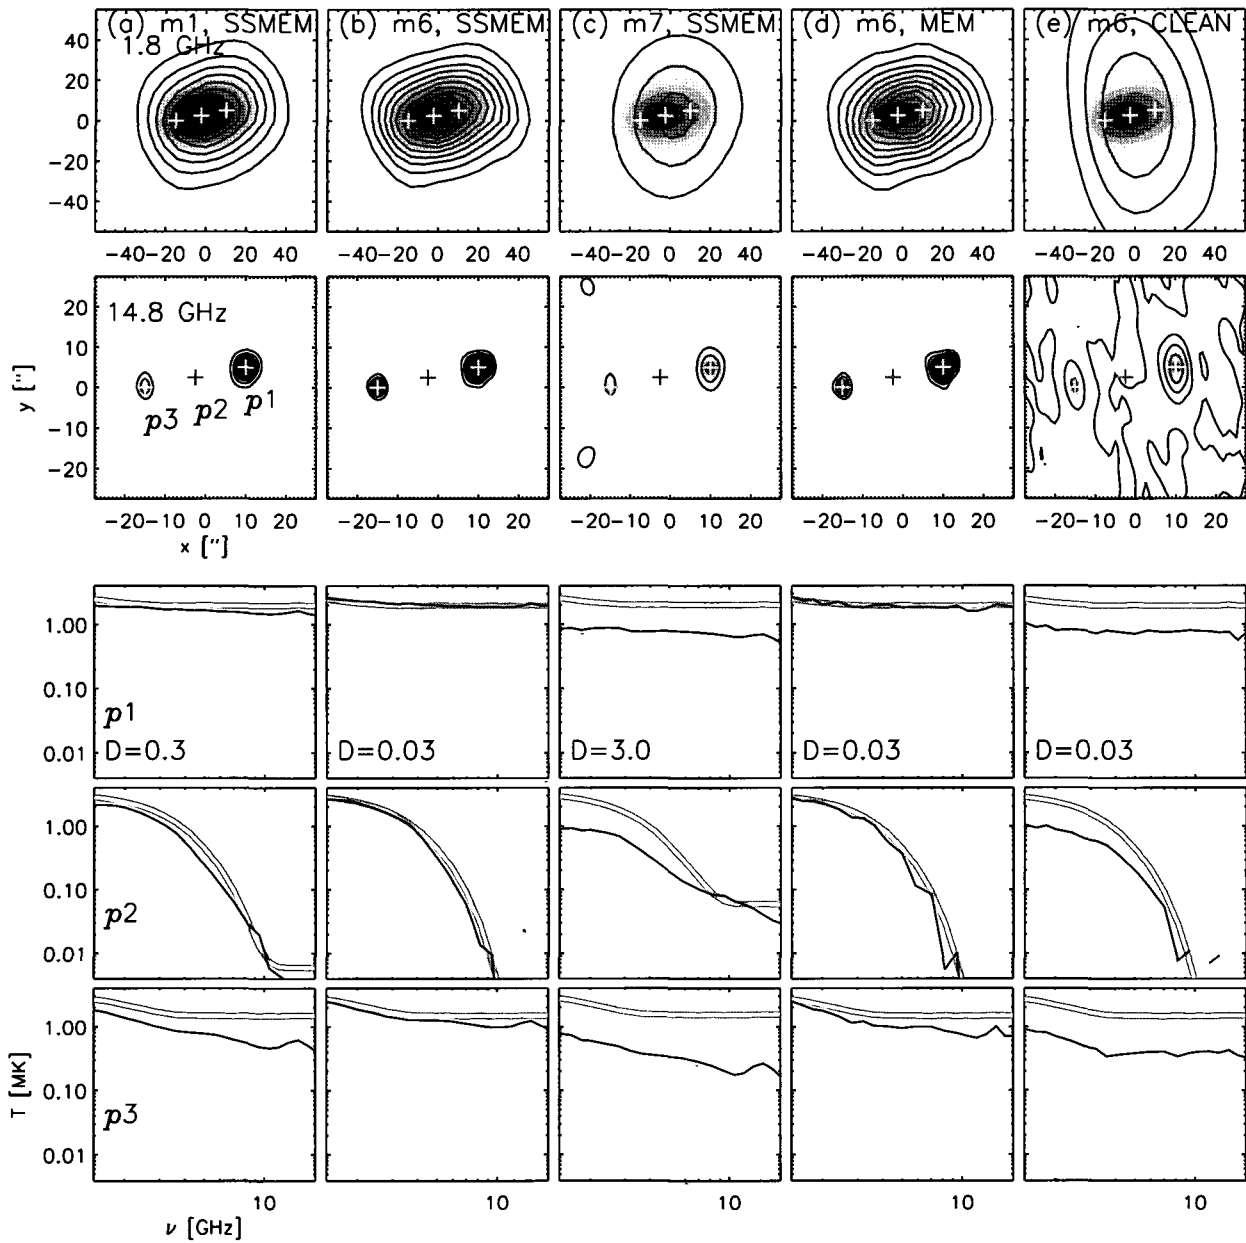 (a) m1, SSMEM (b) m6, SSMEM (c) m7, SSMEM (d) m6, MEM (e) m6, CLEAN
1.8 GHz
40
20
0
−20
−40
−40−20 0 20 40 −40−20 0 20 40 −40−20 0 20 40 −40−20 0 20 40 −40−20 0 20 40
14.8 GHz
20
10
0
−10
−20
y ["]
p3 p2 p1
−20−10 0 10 20 −20−10 0 10 20 −20−10 0 10 20 −20−10 0 10 20 −20−10 0 10 20
x ["]
1.00
0.10
0.01
p1
D=0.3 D=0.03 D=3.0 D=0.03 D=0.03
1.00
0.10
0.01
p2
1.00
0.10
0.01
T [MK]
p3
10 10 10 10 10
ν [GHz]